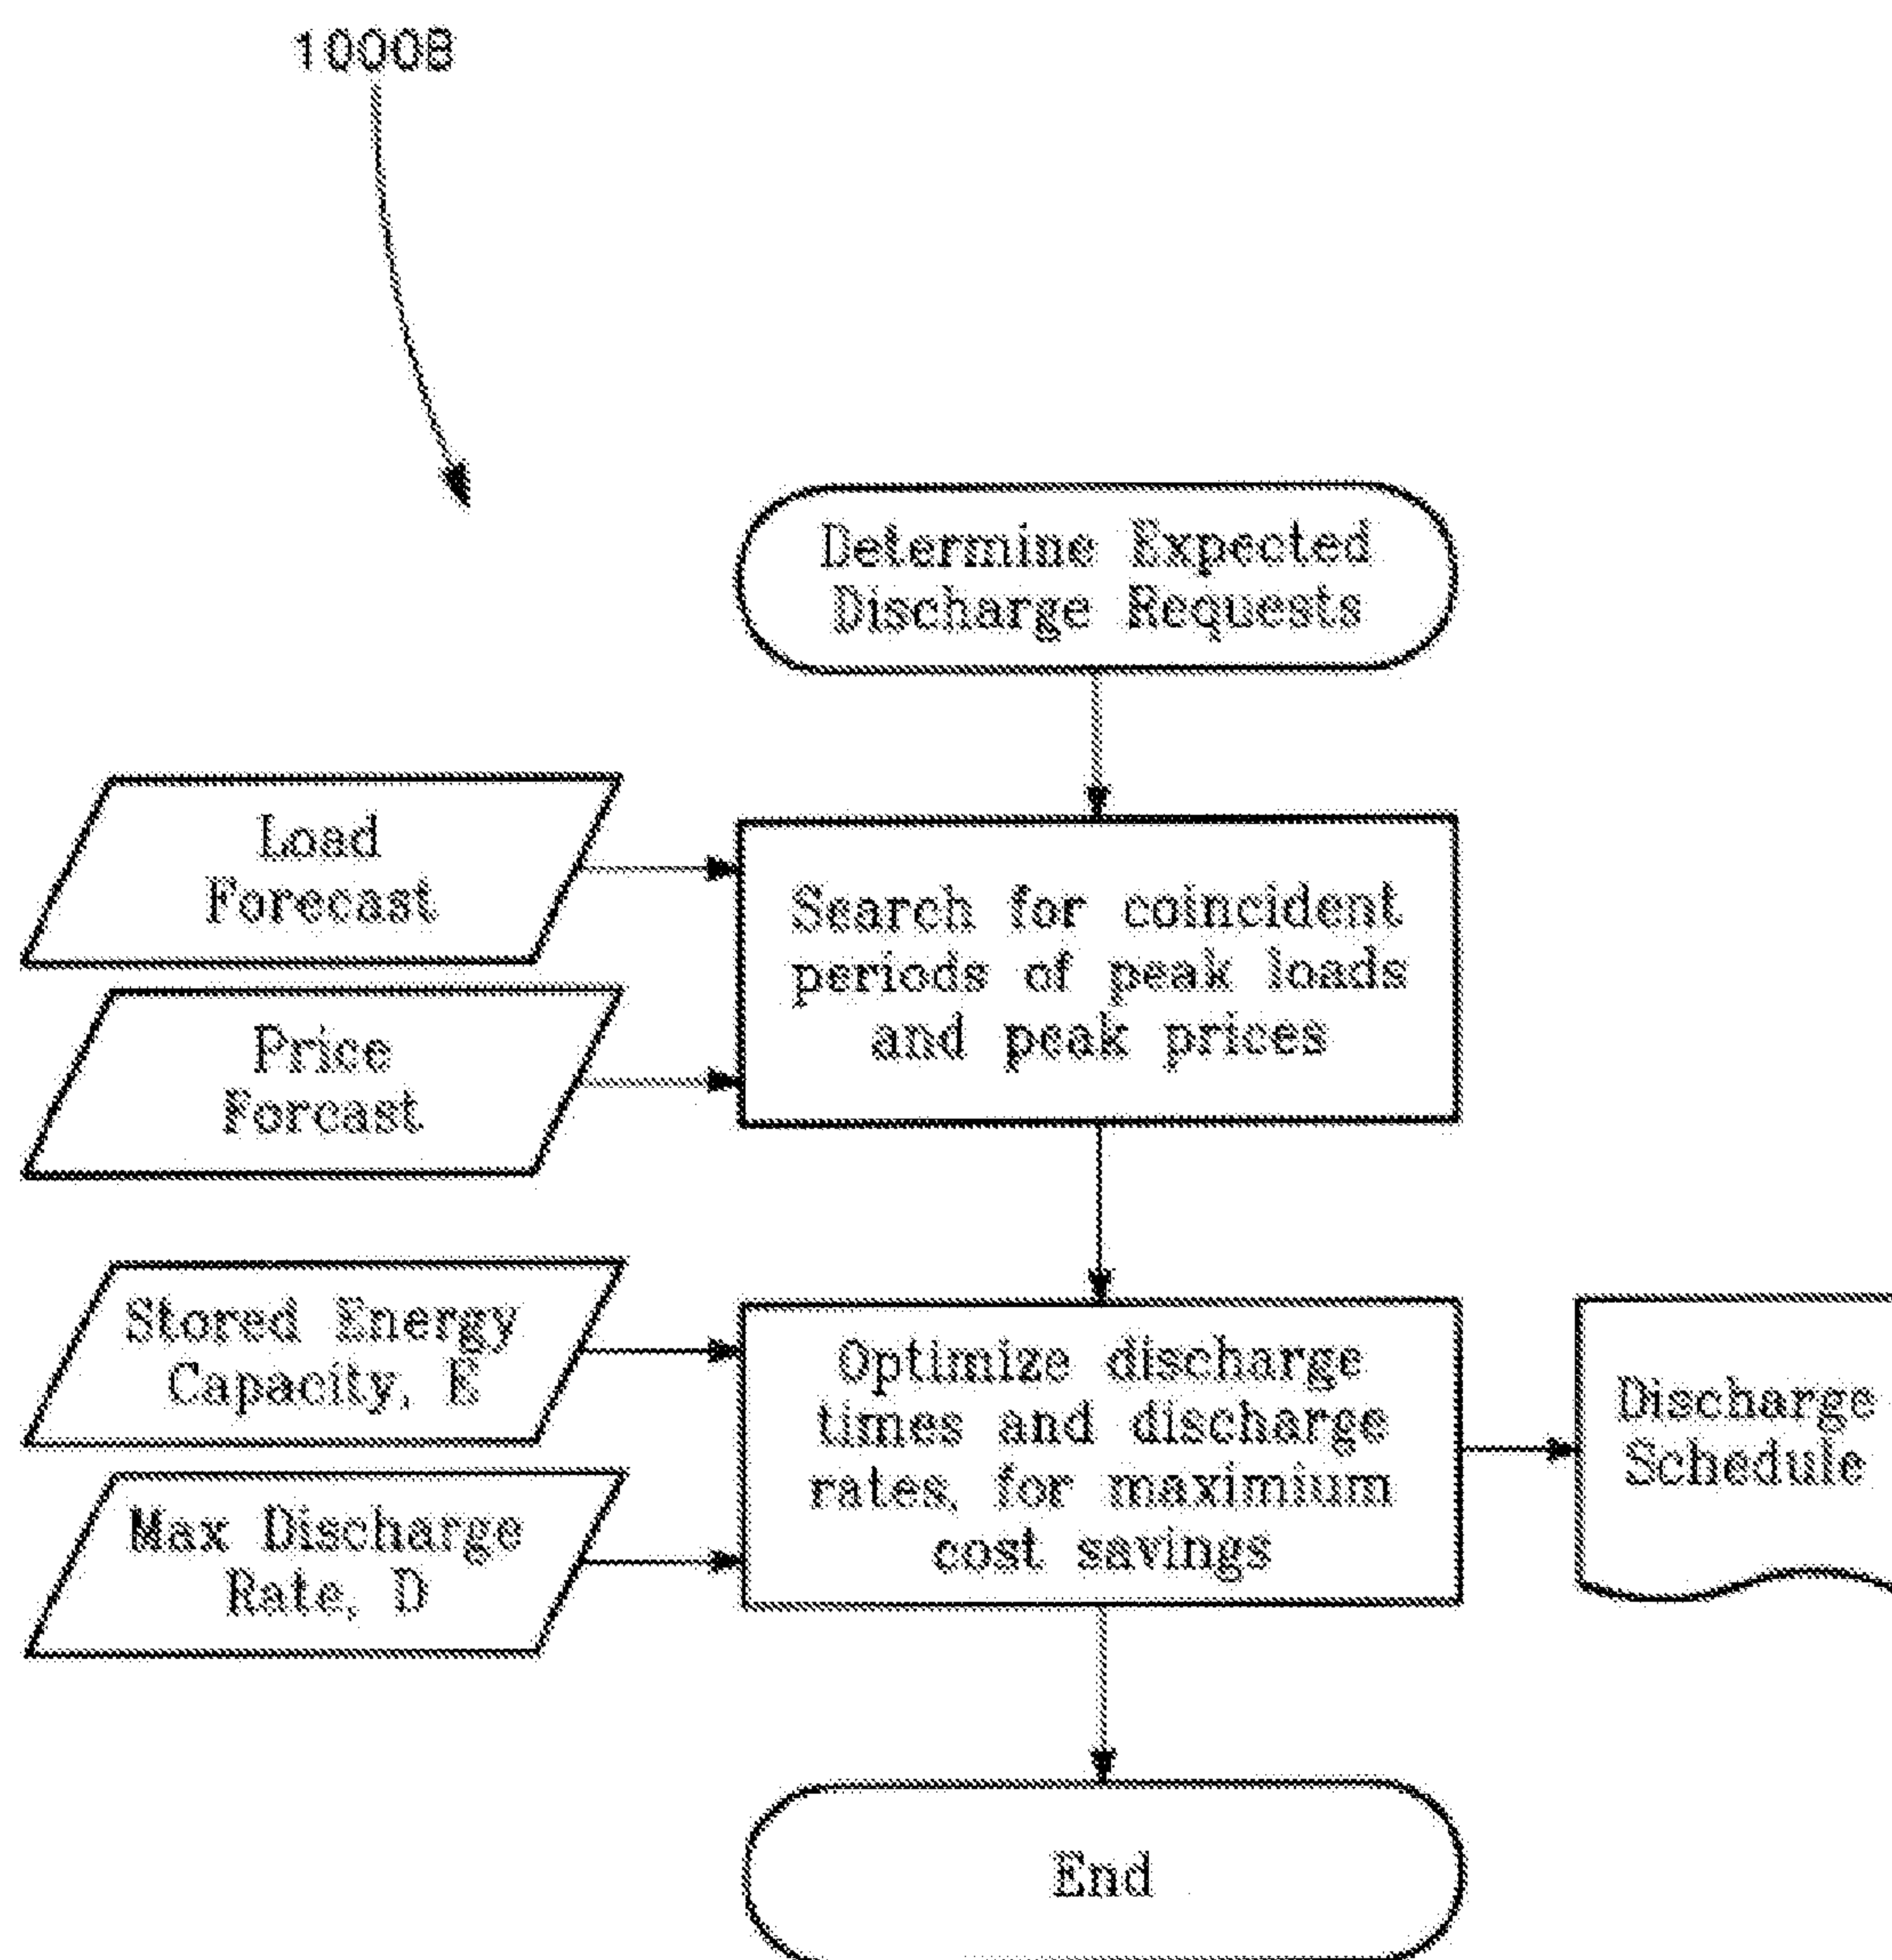 1000B
Determine Expected
Discharge Requests
Load
Forecast
Search for coincident
periods of peak loads
and peak prices
Price
Forcast
Stored Energy
Capacity, E
Optimize discharge
times and discharge
rates, for maximium
cost savings
Discharge
Schedule
Max Discharge
Rate, D
End